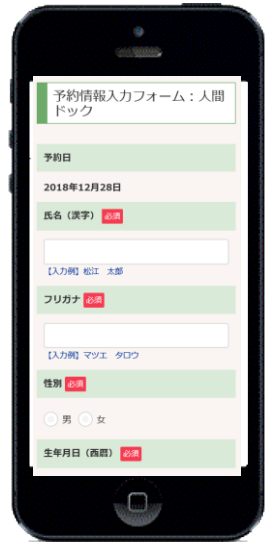 予約情報入力フォーム：人間
ドック
予約日
2018年12月28日
氏名（漢字） 必須
【入力例】松江　太郎
フリガナ 必須
【入力例】マツエ　タロウ
性別 必須
男 女
生年月日（西暦） 必須